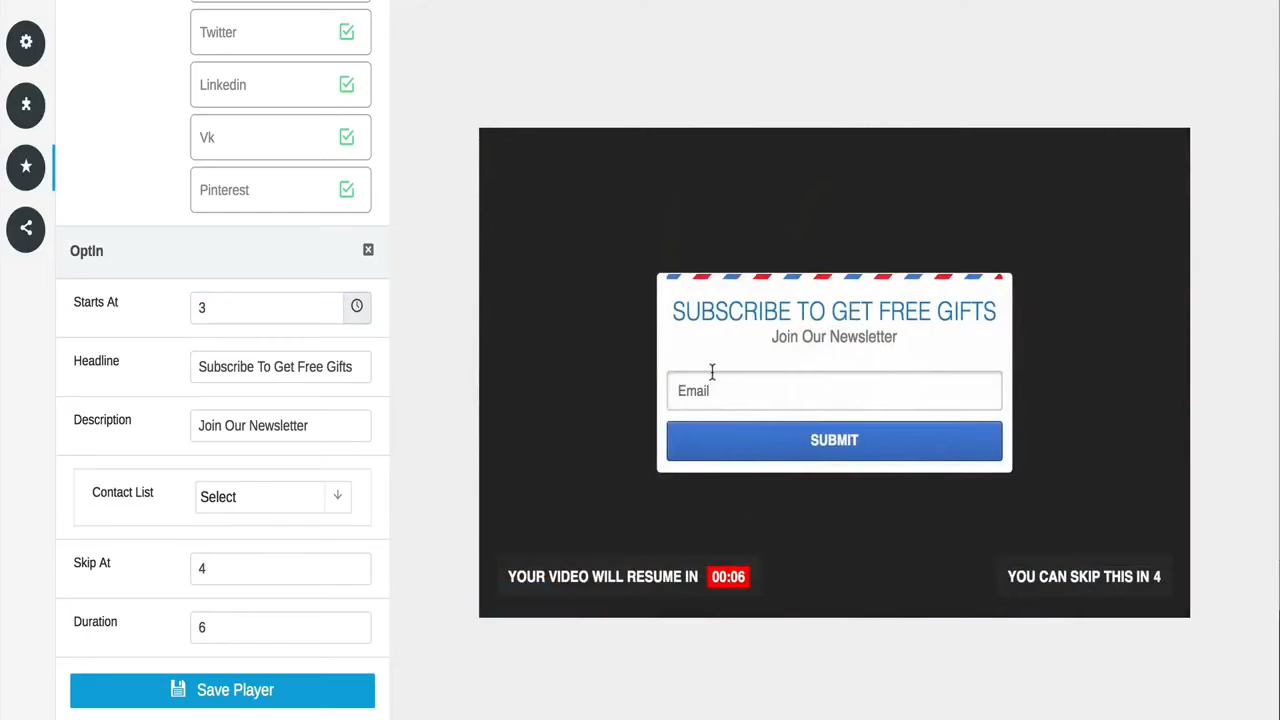 Twitter
Linkedin
Vk
Pinterest
OptIn
Starts At
3
Headline
Subscribe To Get Free Gifts
Description
Join Our Newsletter
Contact List
Select
Skip At
4
Duration
6
Save Player
SUBSCRIBE TO GET FREE GIFTS
Join Our Newsletter
Email
SUBMIT
YOUR VIDEO WILL RESUME IN 00:06
YOU CAN SKIP THIS IN 4